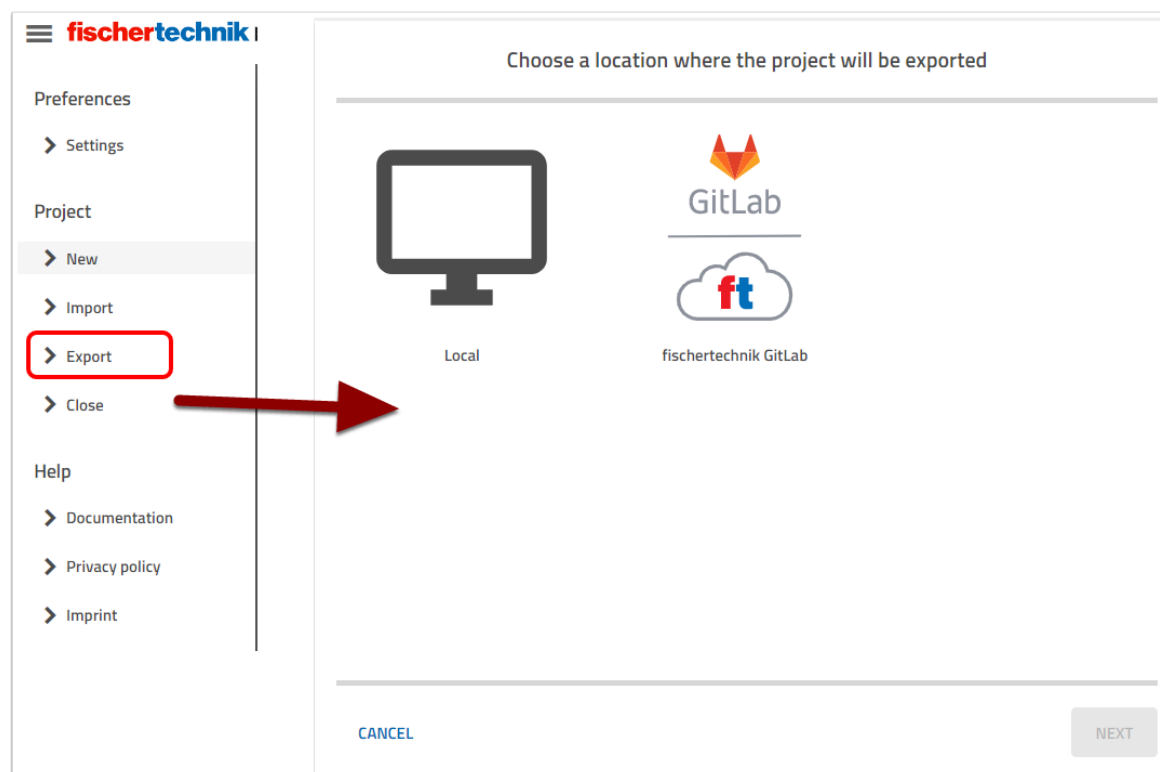 fischertechnik
Preferences
Settings
Project
New
Import
Export
Close
Help
Documentation
Privacy policy
Imprint
Choose a location where the project will be exported
GitLab
ft
Local
fischertechnik GitLab
CANCEL
NEXT